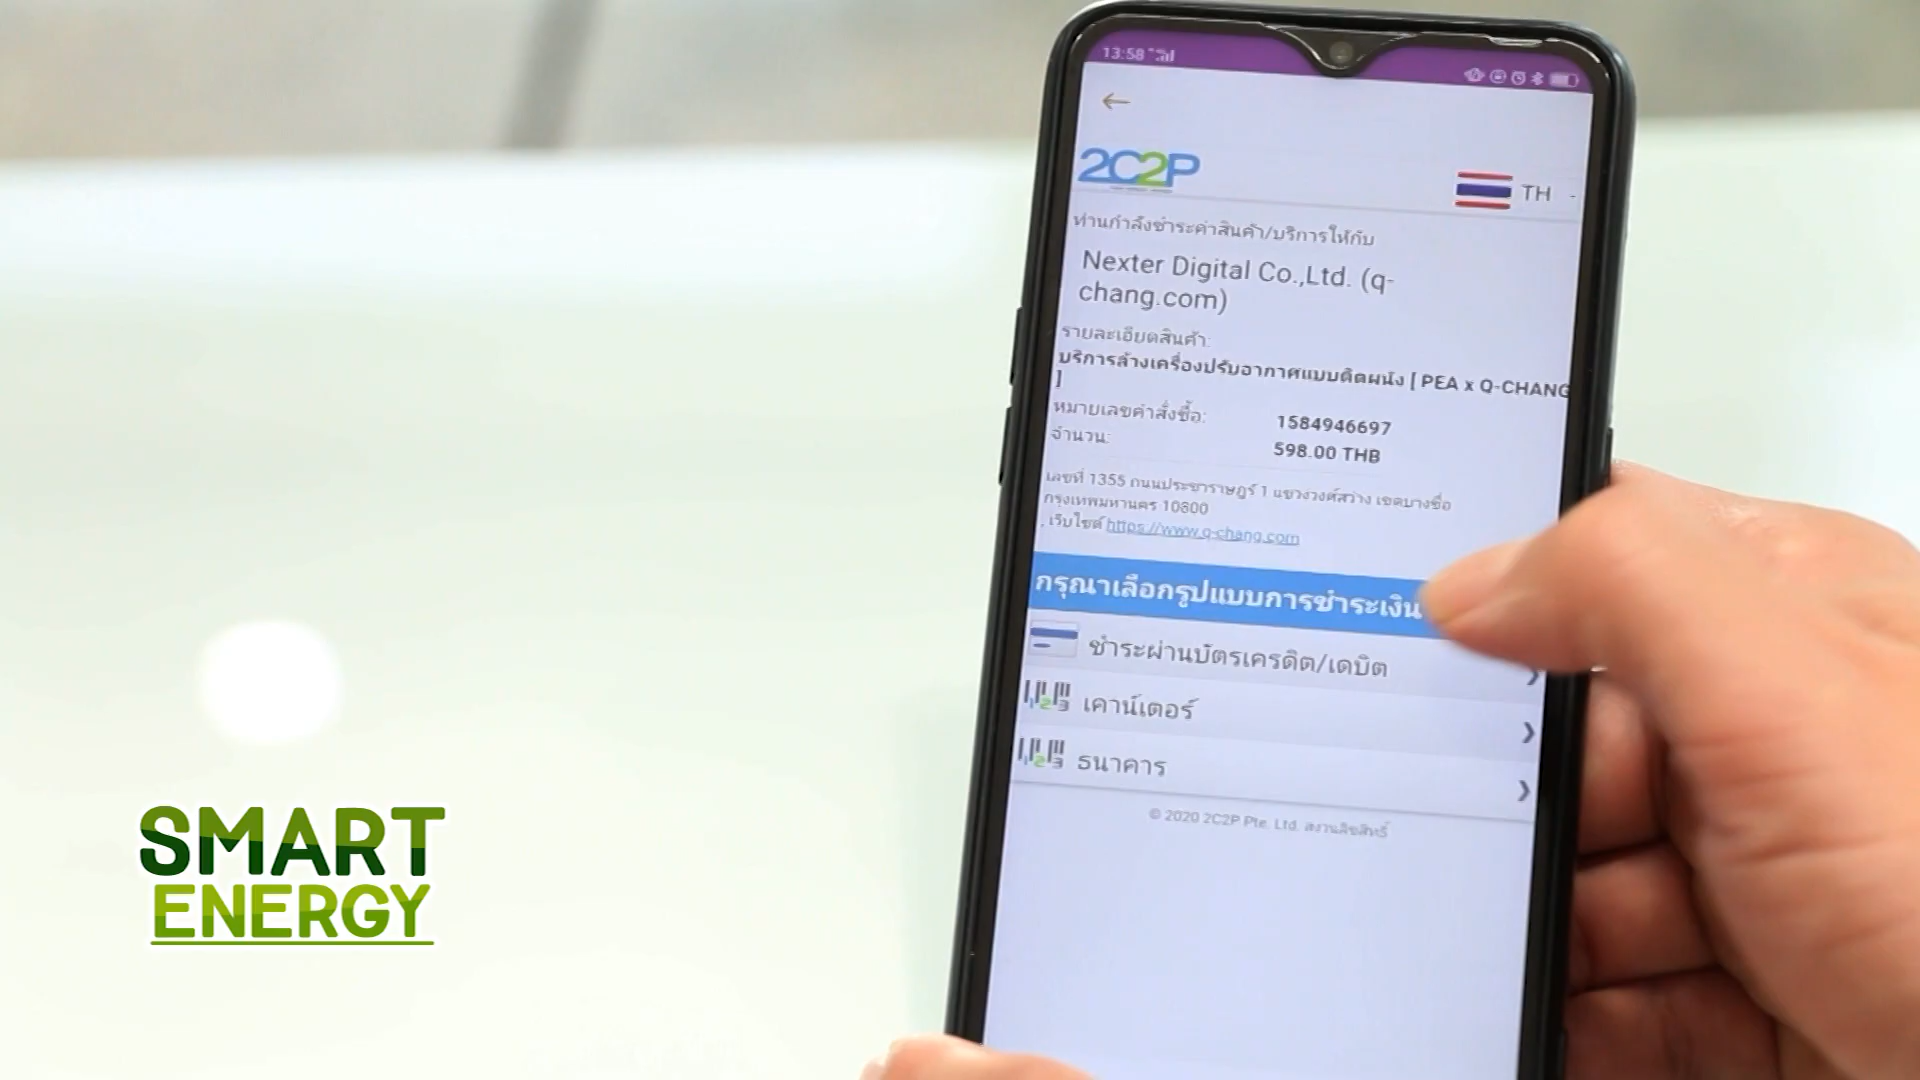 13:58
2C2P
TH
ท่านกำลังชำระค่าสินค้า/บริการให้กับ
Nexter Digital Co.,Ltd. (q-
chang.com)
รายละเอียดสินค้า:
บริการล้างเครื่องปรับอากาศแบบติดผนัง [ PEA x Q-CHANG
]
หมายเลขคำสั่งซื้อ: 1584946697
จำนวน: 598.00 THB
เลขที่ 1355 ถนนประชาราษฎร์ 1 แขวงวงศ์สว่าง เขตบางซื่อ
กรุงเทพมหานคร 10800
, เว็บไซต์ https://www.q-chang.com
กรุณาเลือกรูปแบบการชำระเงิน
ชำระผ่านบัตรเครดิต/เดบิต
123 เคาน์เตอร์
123 ธนาคาร
© 2020 2C2P Pte. Ltd. สงวนลิขสิทธิ์
SMART
ENERGY